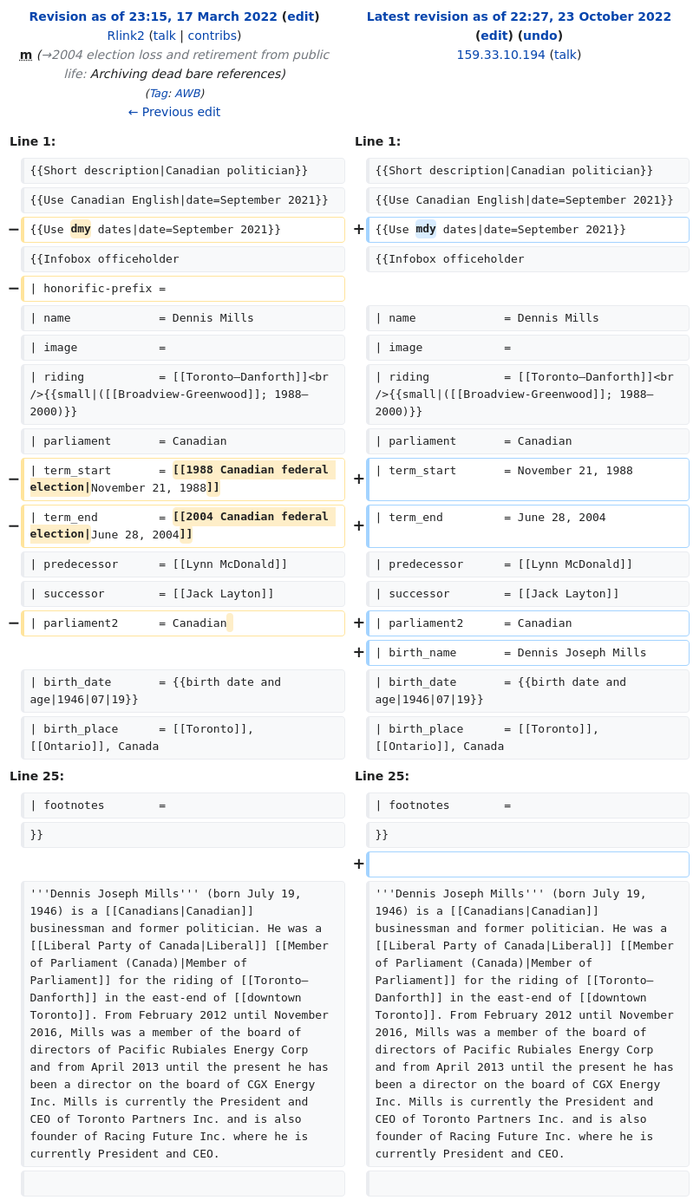 Revision as of 23:15, 17 March 2022 (edit)
Rlink2 (talk | contribs)
m (→2004 election loss and retirement from public
life: Archiving dead bare references)
(Tag: AWB)
← Previous edit
Latest revision as of 22:27, 23 October 2022
(edit) (undo)
159.33.10.194 (talk)
Line 1:
Line 1:
{{Short description|Canadian politician}}
{{Short description|Canadian politician}}
{{Use Canadian English|date=September 2021}}
{{Use Canadian English|date=September 2021}}
− {{Use dmy dates|date=September 2021}}
+ {{Use mdy dates|date=September 2021}}
{{Infobox officeholder
{{Infobox officeholder
− | honorific-prefix =
| name = Dennis Mills
| name = Dennis Mills
| image =
| image =
| riding = [[Toronto—Danforth]]<br
/>{{small|([[Broadview-Greenwood]]; 1988–
2000)}}
| riding = [[Toronto—Danforth]]<br
/>{{small|([[Broadview-Greenwood]]; 1988–
2000)}}
| parliament = Canadian
| parliament = Canadian
− | term_start = [[1988 Canadian federal
election|November 21, 1988]]
+ | term_start = November 21, 1988
− | term_end = [[2004 Canadian federal
election|June 28, 2004]]
+ | term_end = June 28, 2004
| predecessor = [[Lynn McDonald]]
| predecessor = [[Lynn McDonald]]
| successor = [[Jack Layton]]
| successor = [[Jack Layton]]
− | parliament2 = Canadian
+ | parliament2 = Canadian
+ | birth_name = Dennis Joseph Mills
| birth_date = {{birth date and
age|1946|07|19}}
| birth_date = {{birth date and
age|1946|07|19}}
| birth_place = [[Toronto]],
[[Ontario]], Canada
| birth_place = [[Toronto]],
[[Ontario]], Canada
Line 25:
Line 25:
| footnotes =
| footnotes =
}}
}}
+
'''Dennis Joseph Mills''' (born July 19,
1946) is a [[Canadians|Canadian]]
businessman and former politician. He was a
[[Liberal Party of Canada|Liberal]] [[Member
of Parliament (Canada)|Member of
Parliament]] for the riding of [[Toronto—
Danforth]] in the east-end of [[downtown
Toronto]]. From February 2012 until November
2016, Mills was a member of the board of
directors of Pacific Rubiales Energy Corp
and from April 2013 until the present he has
been a director on the board of CGX Energy
Inc. Mills is currently the President and
CEO of Toronto Partners Inc. and is also
founder of Racing Future Inc. where he is
currently President and CEO.
'''Dennis Joseph Mills''' (born July 19,
1946) is a [[Canadians|Canadian]]
businessman and former politician. He was a
[[Liberal Party of Canada|Liberal]] [[Member
of Parliament (Canada)|Member of
Parliament]] for the riding of [[Toronto—
Danforth]] in the east-end of [[downtown
Toronto]]. From February 2012 until November
2016, Mills was a member of the board of
directors of Pacific Rubiales Energy Corp
and from April 2013 until the present he has
been a director on the board of CGX Energy
Inc. Mills is currently the President and
CEO of Toronto Partners Inc. and is also
founder of Racing Future Inc. where he is
currently President and CEO.